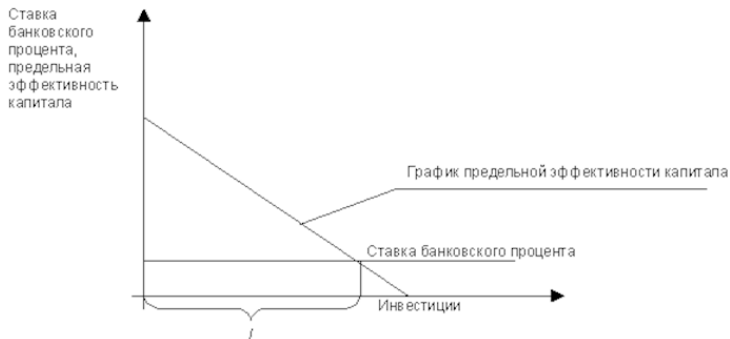 Ставка
банковского
процента,
предельная
эффективность
капитала
График предельной эффективности капитала
Ставка банковского процента
Инвестиции